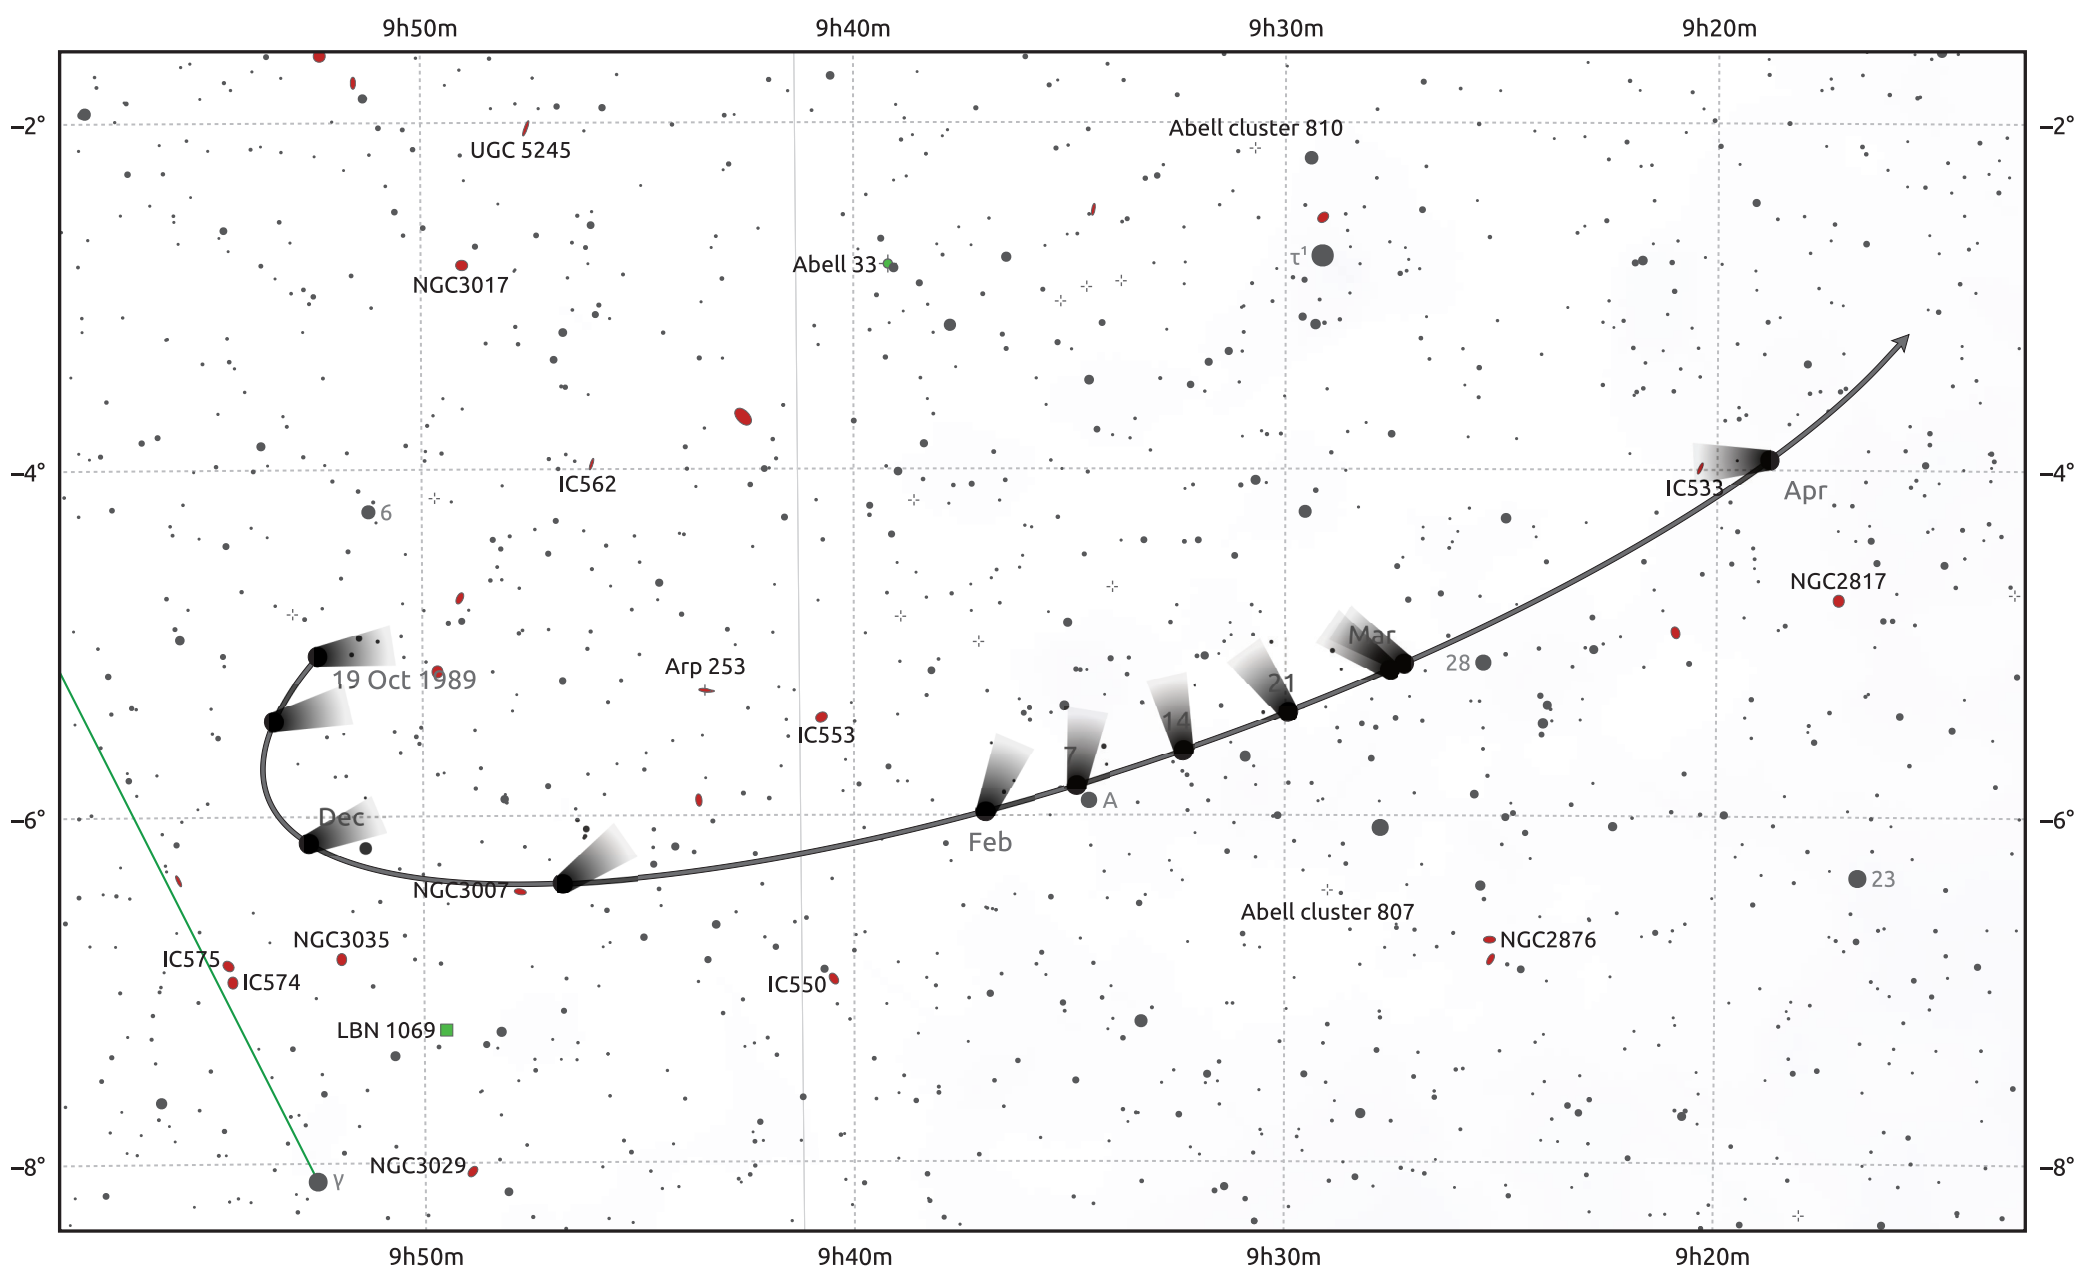 9h50m 9h40m 9h30m 9h20m
–2° –2°
Abell cluster 810
UGC 5245
τ¹
Abell 33
NGC3017
–4° –4°
IC562
IC533
Apr
6
NGC2817
Mar
28
Arp 253
19 Oct 1989
21
14
IC553
7
A
Dec
–6° –6°
Feb
23
NGC3007
Abell cluster 807
NGC3035
NGC2876
IC575
IC574
IC550
LBN 1069
–8° –8°
NGC3029
γ
9h50m 9h40m 9h30m 9h20m